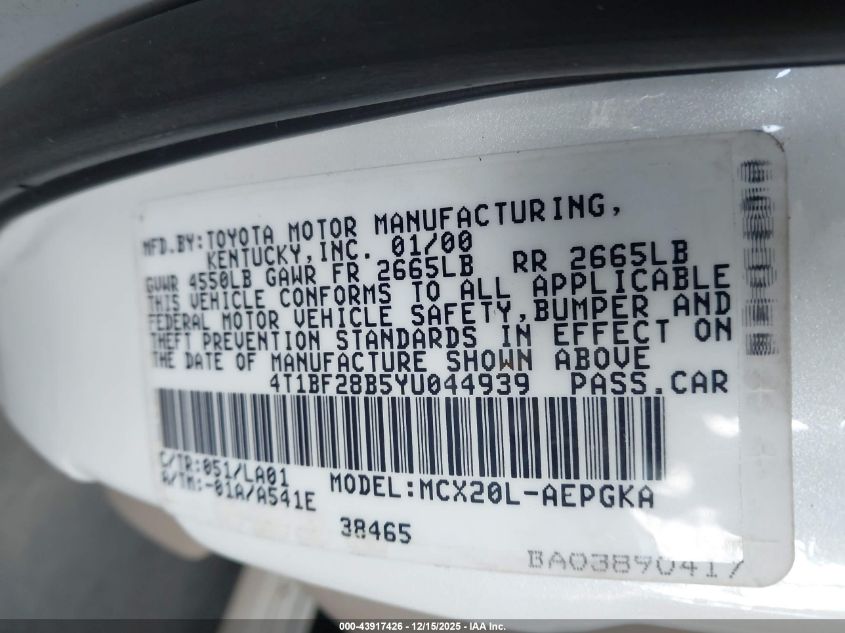 MFD.BY:TOYOTA MOTOR MANUFACTURING,
KENTUCKY,INC. 01/00
GVWR 4550LB GAWR FR 2665LB RR 2665LB
THIS VEHICLE CONFORMS TO ALL APPLICABLE
FEDERAL MOTOR VEHICLE SAFETY,BUMPER AND
THEFT PREVENTION STANDARDS IN EFFECT ON
THE DATE OF MANUFACTURE SHOWN ABOVE
4T1BF28B5YU044939 PASS.CAR
C/TR:051/LA01
A/TM:-01A/A541E
MODEL:MCX20L-AEPGKA
38465
BA03890417
000-43917426 - 12/15/2025 - IAA Inc.